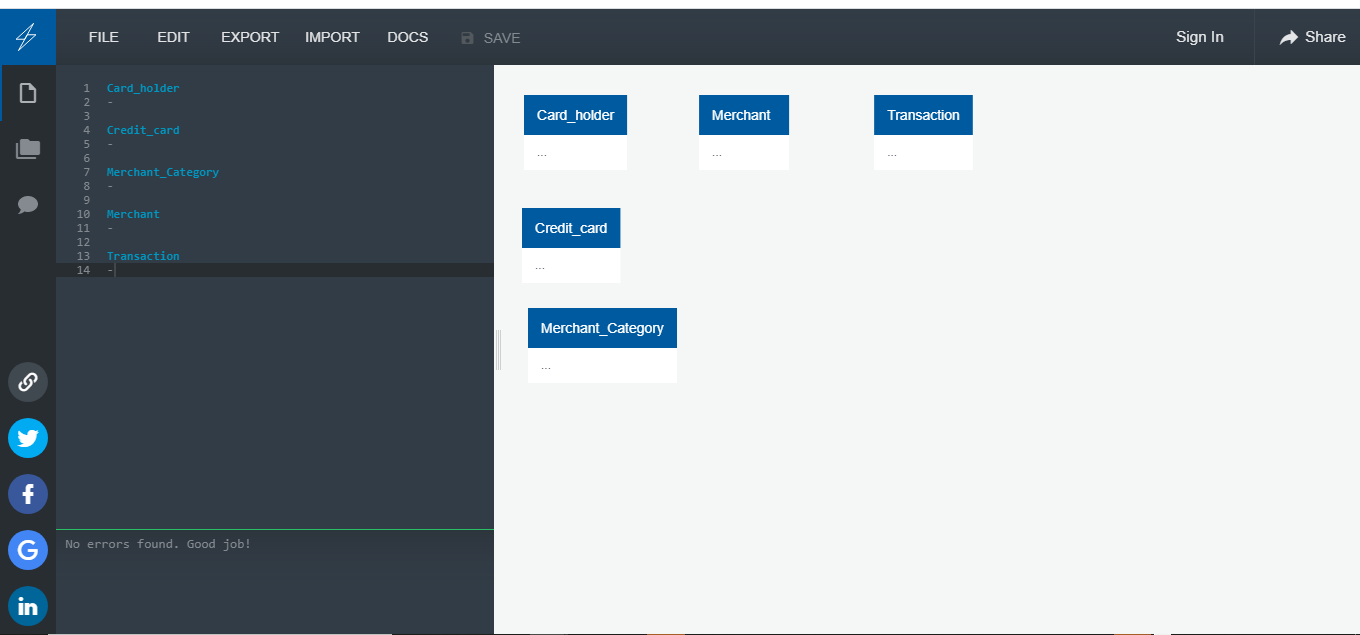 FILE EDIT EXPORT IMPORT DOCS SAVE Sign In Share
1 Card_holder
2 -
3
4 Credit_card
5 -
6
7 Merchant_Category
8 -
9
10 Merchant
11 -
12
13 Transaction
14 -
No errors found. Good job!
Card_holder
...
Merchant
...
Transaction
...
Credit_card
...
Merchant_Category
...